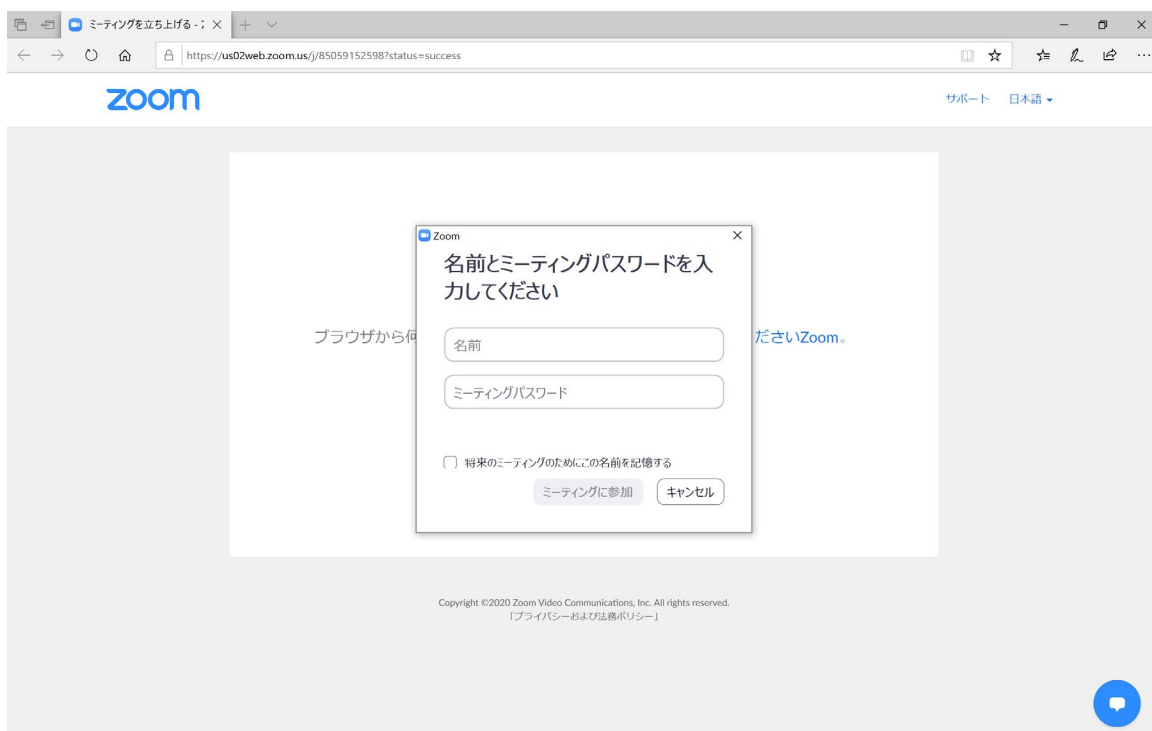 ミーティングを立ち上げる - Z
https://us02web.zoom.us/j/85059152598?status=success
zoom
サポート 日本語
Zoom
名前とミーティングパスワードを入
力してください
ブラウザから何 ださいZoom。
名前
ミーティングパスワード
将来のミーティングのためにこの名前を記憶する
ミーティングに参加 キャンセル
Copyright ©2020 Zoom Video Communications, Inc. All rights reserved.
「プライバシーおよび法務ポリシー」